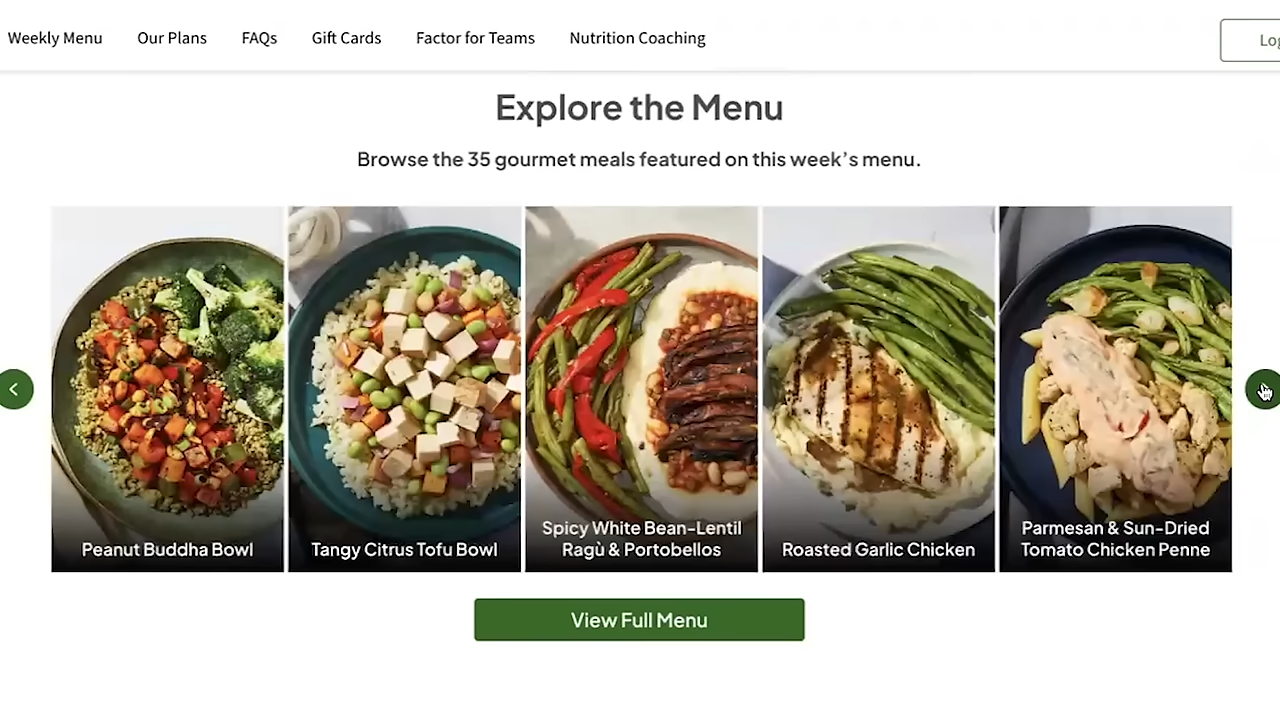 Weekly Menu Our Plans FAQs Gift Cards Factor for Teams Nutrition Coaching
Explore the Menu
Browse the 35 gourmet meals featured on this week's menu.
Peanut Buddha Bowl
Tangy Citrus Tofu Bowl
Spicy White Bean-Lentil
Ragù & Portobellos
Roasted Garlic Chicken
Parmesan & Sun-Dried
Tomato Chicken Penne
View Full Menu